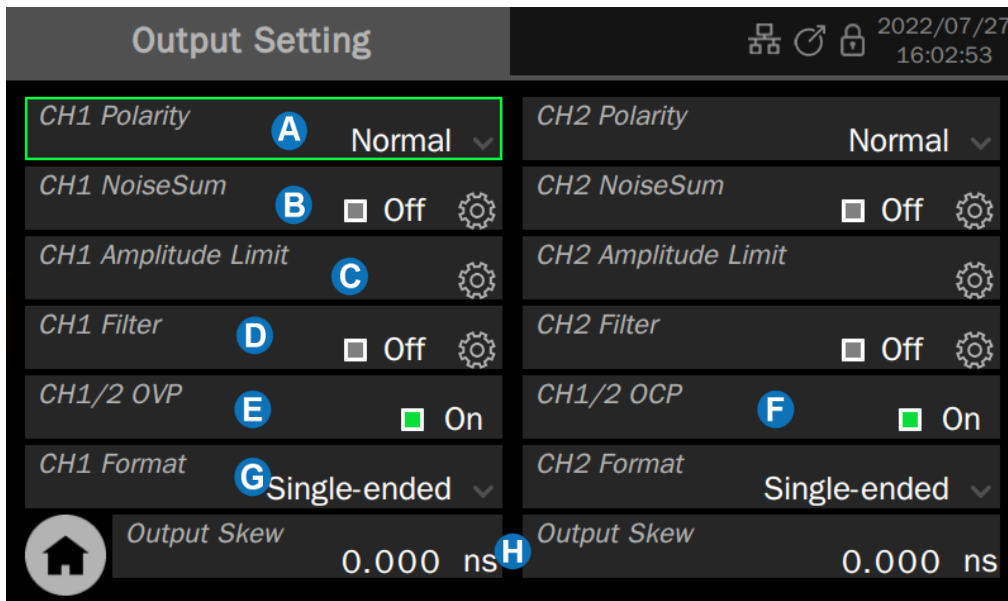 Output Setting
2022/07/27
16:02:53
CH1 Polarity
A
Normal
CH2 Polarity
Normal
CH1 NoiseSum
B
Off
CH2 NoiseSum
Off
CH1 Amplitude Limit
C
CH2 Amplitude Limit
CH1 Filter
D
Off
CH2 Filter
Off
CH1/2 OVP
E
On
CH1/2 OCP
F
On
CH1 Format
G
Single-ended
CH2 Format
Single-ended
Output Skew
0.000 ns
H
Output Skew
0.000 ns